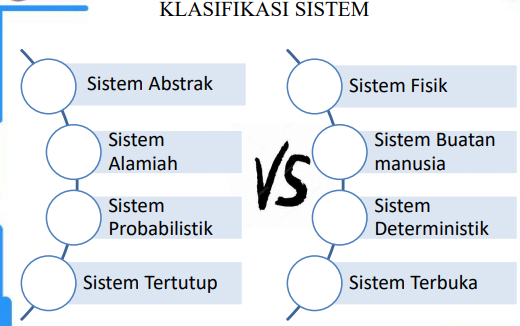 KLASIFIKASI SISTEM
Sistem Abstrak
Sistem
Alamiah
Sistem
Probabilistik
Sistem Tertutup
VS
Sistem Fisik
Sistem Buatan
manusia
Sistem
Deterministik
Sistem Terbuka